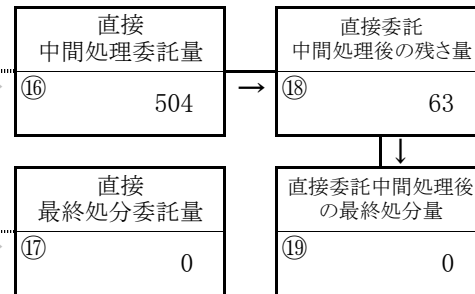 直接
中間処理委託量
⑯
504
→
直接委託
中間処理後の残さ量
⑱
63
↓
直接
最終処分委託量
⑰
0
直接委託中間処理後
の最終処分量
⑲
0